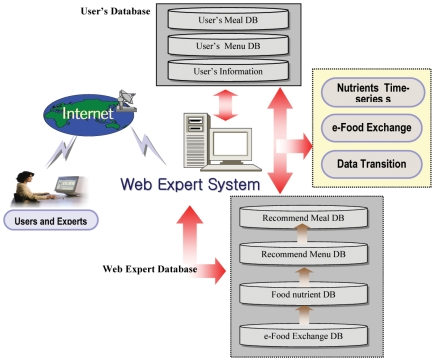 User's Database
User's Meal DB
User's Menu DB
User's Information
Nutrients Time-
series s
e-Food Exchange
Data Transition
Internet
Web Expert System
Users and Experts
Recommend Meal DB
Recommend Menu DB
Web Expert Database
Food nutrient DB
e-Food Exchange DB